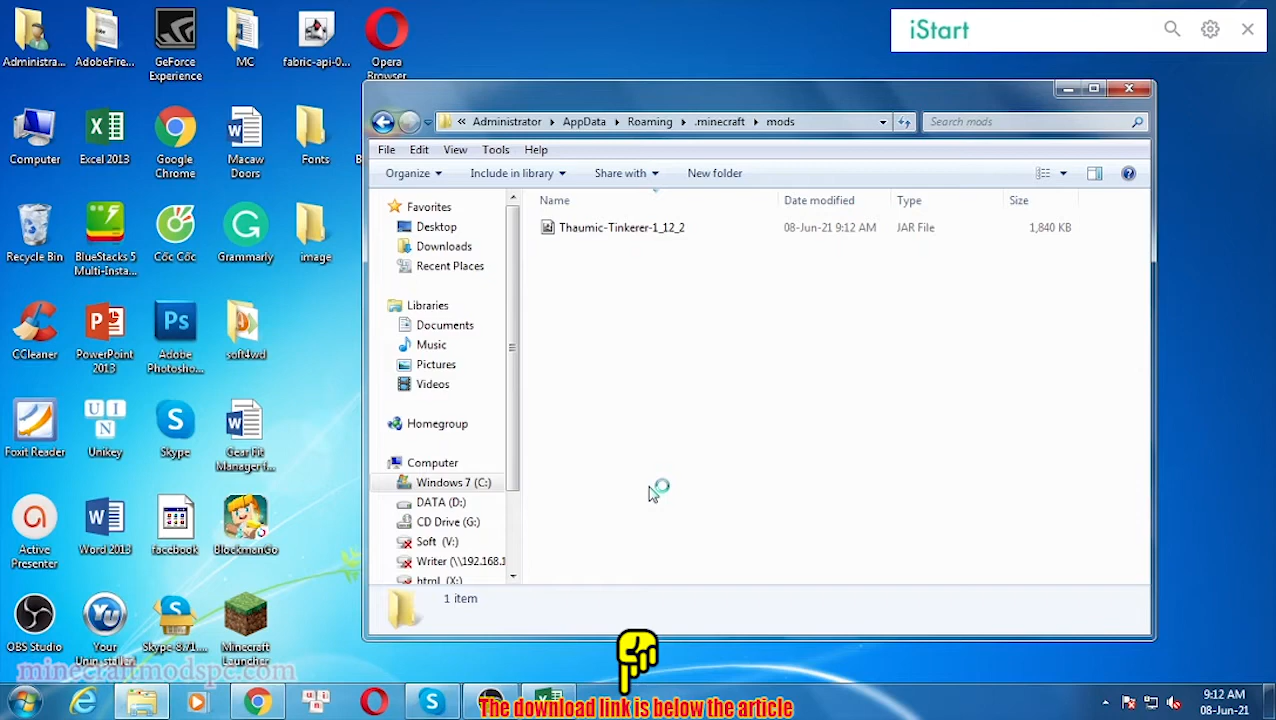 Administra...
AdobeFire...
GeForce
Experience
MC
fabric-api-0...
Opera
Browser
iStart
Computer
Excel 2013
Google
Chrome
Macaw
Doors
Fonts
Recycle Bin
BlueStacks 5
Multi-Insta...
Cốc Cốc
Grammarly
image
CCleaner
PowerPoint
2013
Ps
Adobe
Photosho...
soft4wd
Foxit Reader
U I
N
Unikey
Skype
Gear Fit
Manager f...
Active
Presenter
Word 2013
facebook
BlockmanGo
OBS Studio
Your
Skype 8.71...
Minecraft
Launcher
minecraftmodspc.com
« Administrator
AppData
Roaming
.minecraft
mods
Search mods
File
Edit
View
Tools
Help
Organize
Include in library
Share with
New folder
Name
Date modified
Type
Size
Thaumic-Tinkerer-1_12_2
08-Jun-21 9:12 AM
JAR File
1,840 KB
Favorites
Desktop
Downloads
Recent Places
Libraries
Documents
Music
Pictures
Videos
Homegroup
Computer
Windows 7 (C:)
DATA (D:)
CD Drive (G:)
Soft (V:)
Writer (\\192.168.1
html (X:)
1 item
The download link is below the article
9:12 AM
08-Jun-21